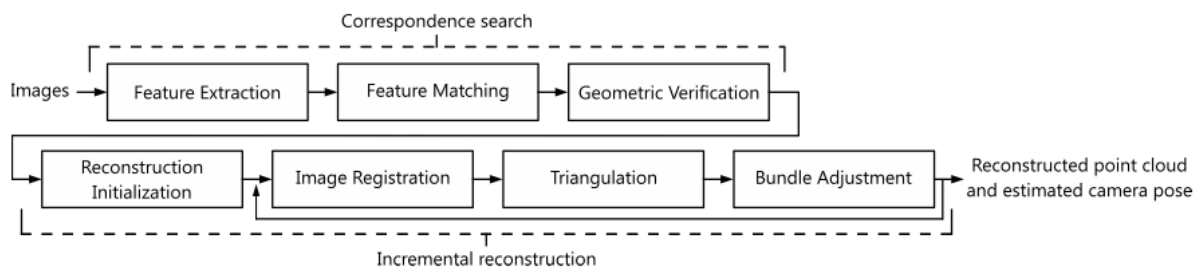 Correspondence search
Images
Feature Extraction
Feature Matching
Geometric Verification
Reconstruction
Initialization
Image Registration
Triangulation
Bundle Adjustment
Reconstructed point cloud
and estimated camera pose
Incremental reconstruction